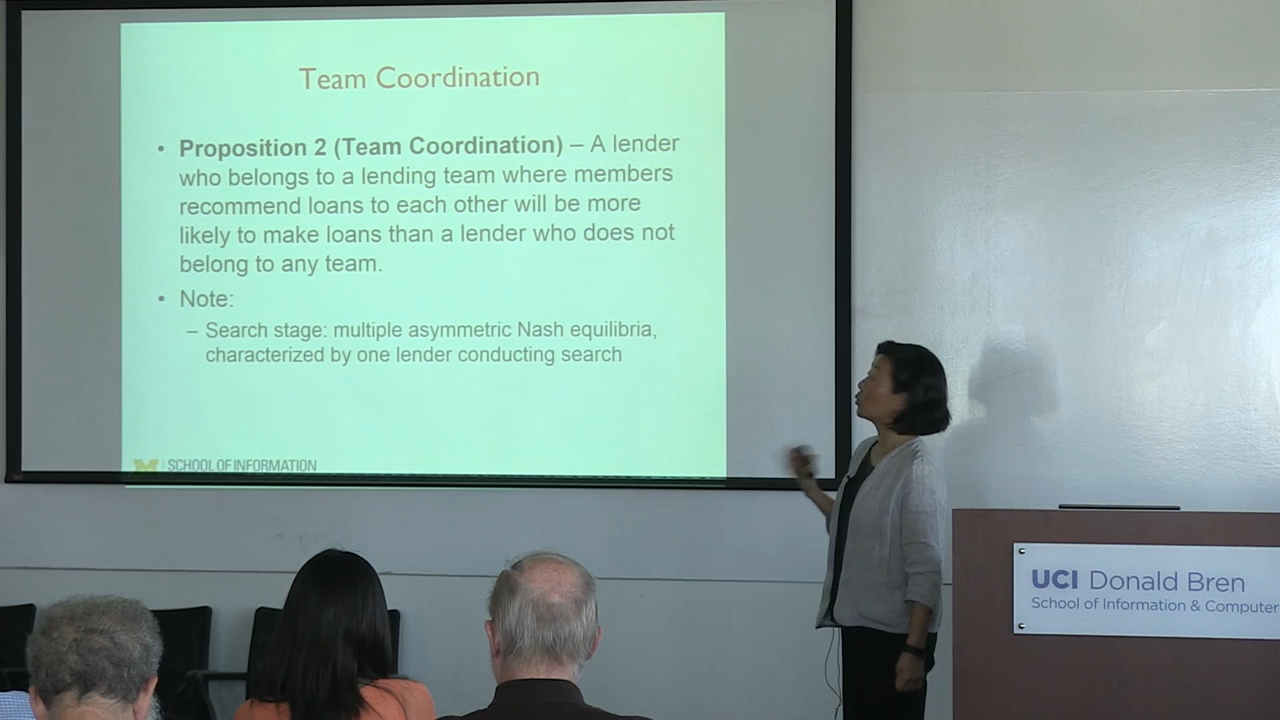 Team Coordination
• Proposition 2 (Team Coordination) – A lender
who belongs to a lending team where members
recommend loans to each other will be more
likely to make loans than a lender who does not
belong to any team.
• Note:
– Search stage: multiple asymmetric Nash equilibria,
characterized by one lender conducting search
M SCHOOL OF INFORMATION
UCI Donald Bren
School of Information & Computer